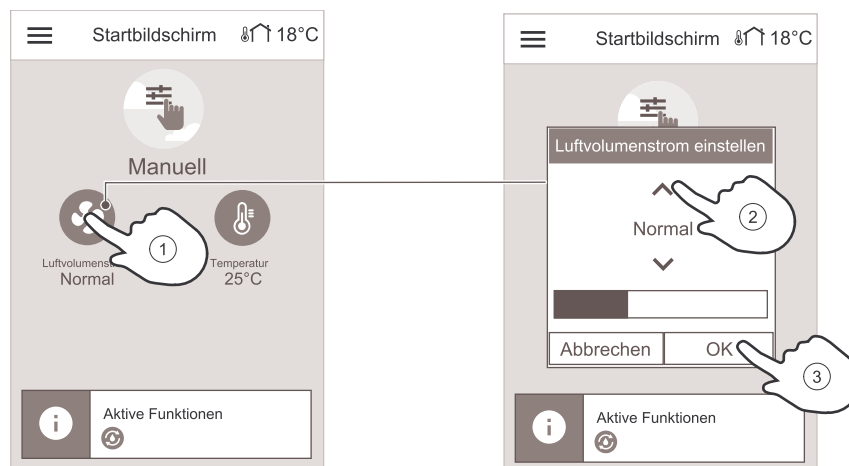 Startbildschirm 18°C
Manuell
1
Luftvolumenst
Normal
Temperatur
25°C
i
Aktive Funktionen
Startbildschirm 18°C
Luftvolumenstrom einstellen
2
Normal
Abbrechen OK
3
i
Aktive Funktionen